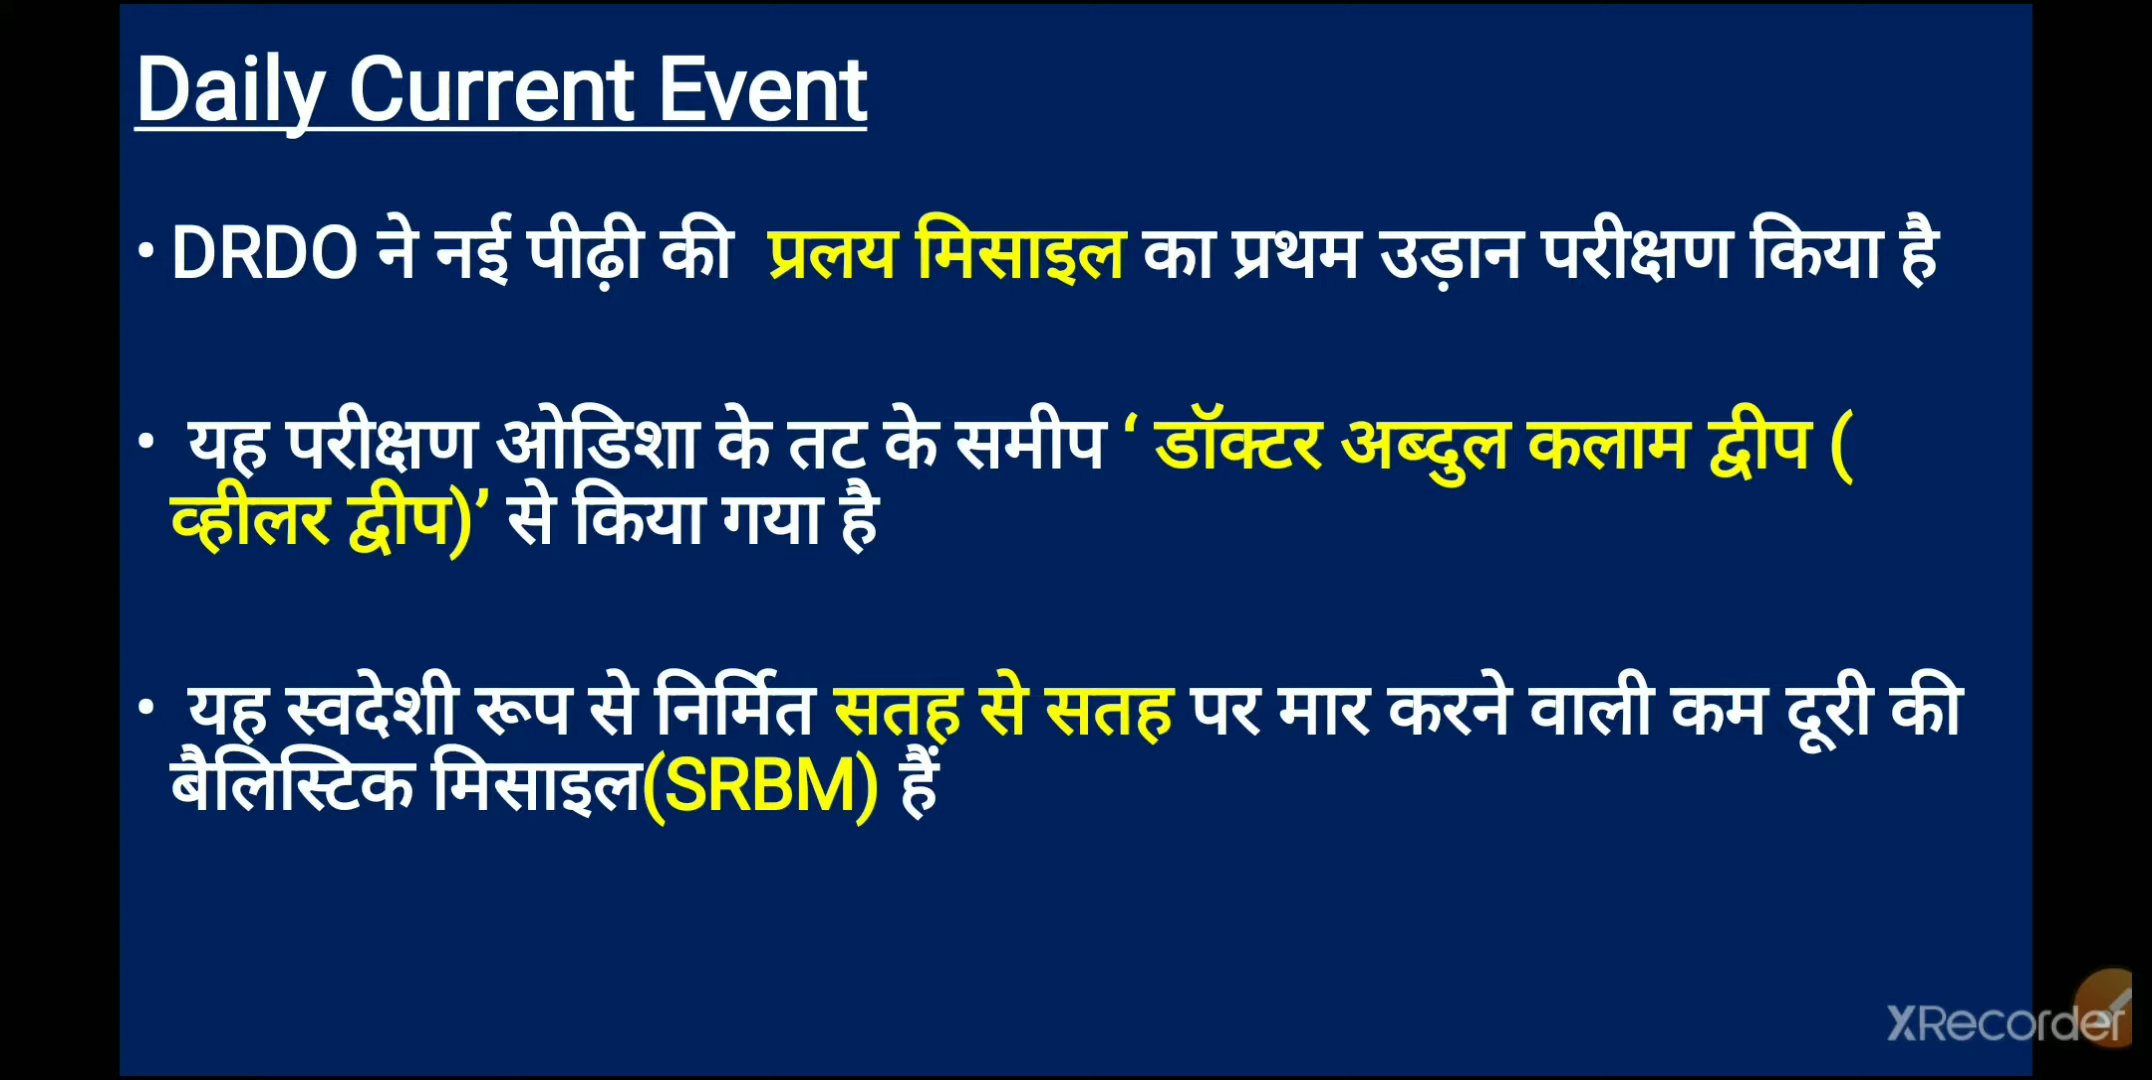 Daily Current Event
• DRDO ने नई पीढ़ी की प्रलय मिसाइल का प्रथम उड़ान परीक्षण किया है
• यह परीक्षण ओडिशा के तट के समीप ‘ डॉक्टर अब्दुल कलाम द्वीप (
व्हीलर द्वीप)’ से किया गया है
• यह स्वदेशी रूप से निर्मित सतह से सतह पर मार करने वाली कम दूरी की
बैलिस्टिक मिसाइल(SRBM) हैं
XRecorder